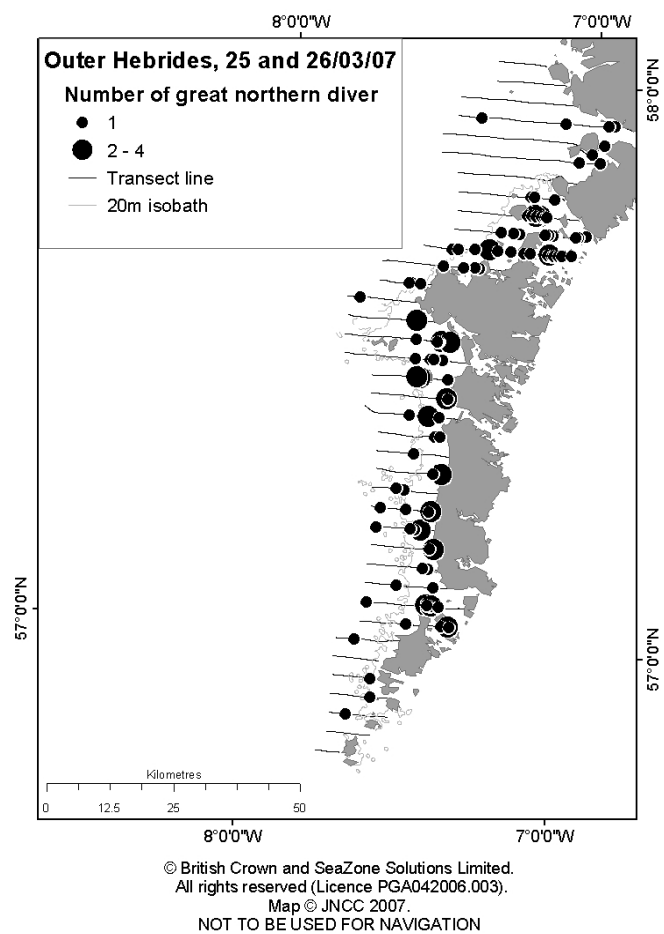 8°0'0"W
7°0'0"W
Outer Hebrides, 25 and 26/03/07
Number of great northern diver
1
2 - 4
Transect line
20m isobath
58°0'0"N
57°0'0"N
57°0'0"N
Kilometres
0 12.5 25 50
8°0'0"W
7°0'0"W
© British Crown and SeaZone Solutions Limited.
All rights reserved (Licence PGA042006.003).
Map © JNCC 2007.
NOT TO BE USED FOR NAVIGATION